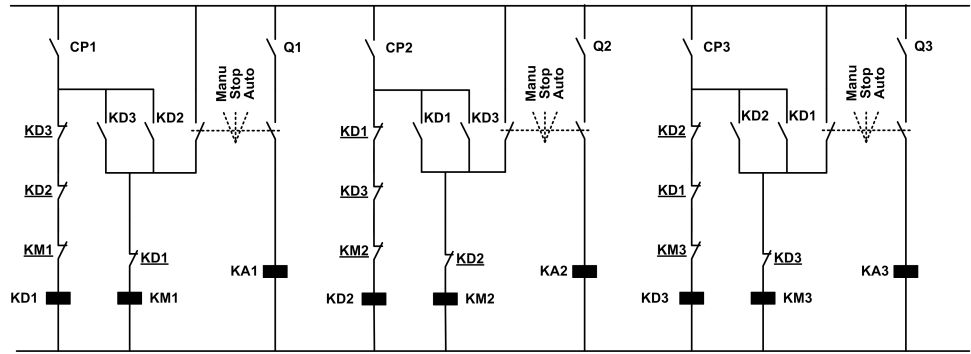 CP1
Q1
Manu
Stop
Auto
KD3
KD3
KD2
KD2
KM1
KD1
KA1
KD1
KM1
CP2
Q2
Manu
Stop
Auto
KD1
KD1
KD3
KD3
KM2
KD2
KA2
KD2
KM2
CP3
Q3
Manu
Stop
Auto
KD2
KD2
KD1
KD1
KM3
KD3
KA3
KD3
KM3